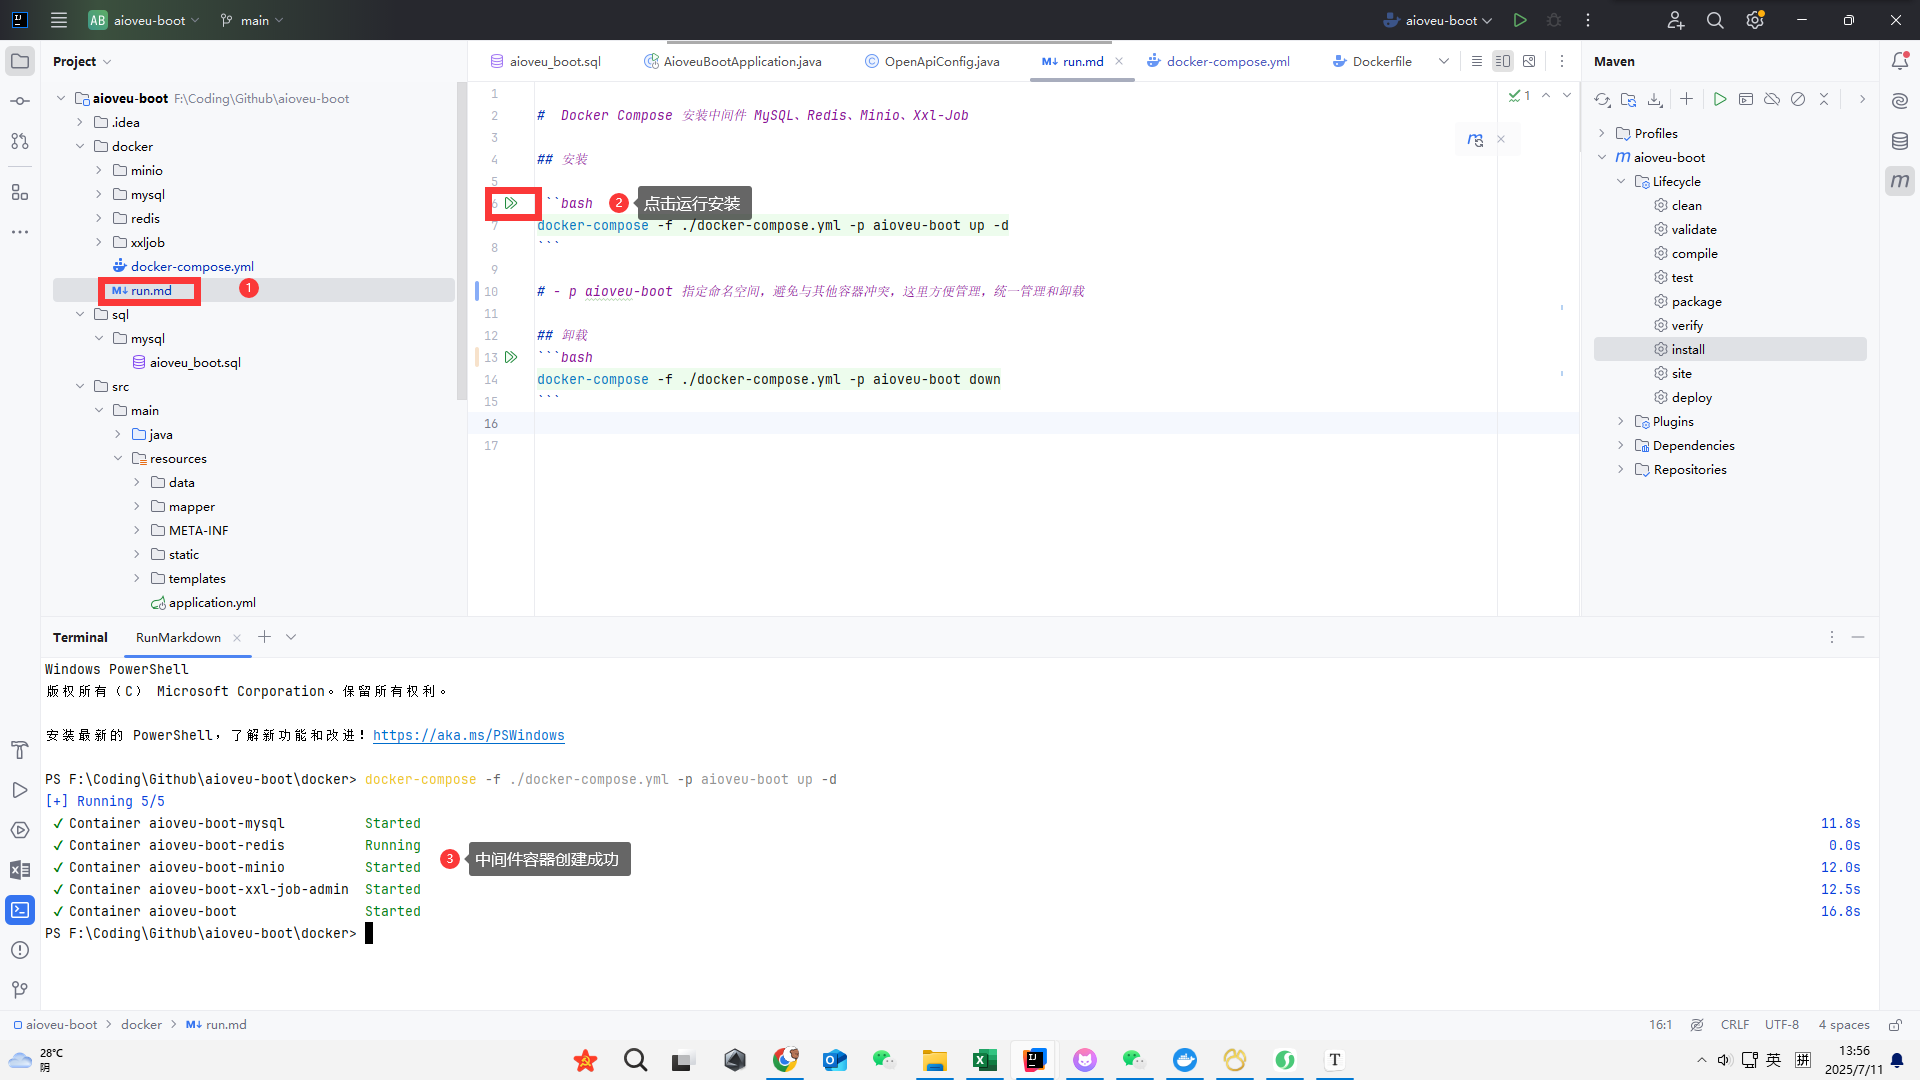 AB aioveu-boot main aioveu-boot
Project
aioveu_boot.sql AioveuBootApplication.java OpenApiConfig.java M↓ run.md docker-compose.yml Dockerfile
Maven
aioveu-boot F:\Coding\Github\aioveu-boot
.idea
docker
minio
mysql
redis
xxljob
docker-compose.yml
M↓ run.md 1
sql
mysql
aioveu_boot.sql
src
main
java
resources
data
mapper
META-INF
static
templates
application.yml
1
1
2 #  Docker Compose 安装中间件 MySQL、Redis、Minio、Xxl-Job
3
4 ## 安装
5
6 ```bash 2 点击运行安装
7 docker-compose -f ./docker-compose.yml -p aioveu-boot up -d
8 ```
9
10 # - p aioveu-boot 指定命名空间，避免与其他容器冲突，这里方便管理，统一管理和卸载
11
12 ## 卸载
13 ```bash
14 docker-compose -f ./docker-compose.yml -p aioveu-boot down
15 ```
16
17
Profiles
m aioveu-boot
Lifecycle
clean
validate
compile
test
package
verify
install
site
deploy
Plugins
Dependencies
Repositories
Terminal RunMarkdown
Windows PowerShell
版权所有（C） Microsoft Corporation。保留所有权利。
安装最新的 PowerShell，了解新功能和改进！https://aka.ms/PSWindows
PS F:\Coding\Github\aioveu-boot\docker> docker-compose -f ./docker-compose.yml -p aioveu-boot up -d
[+] Running 5/5
✓ Container aioveu-boot-mysql Started 11.8s
✓ Container aioveu-boot-redis Running 0.0s
✓ Container aioveu-boot-minio Started 12.0s
3 中间件容器创建成功
✓ Container aioveu-boot-xxl-job-admin Started 12.5s
✓ Container aioveu-boot Started 16.8s
PS F:\Coding\Github\aioveu-boot\docker>
aioveu-boot > docker > M↓ run.md
16:1 CRLF UTF-8 4 spaces
28°C
阴
英 拼
13:56
2025/7/11